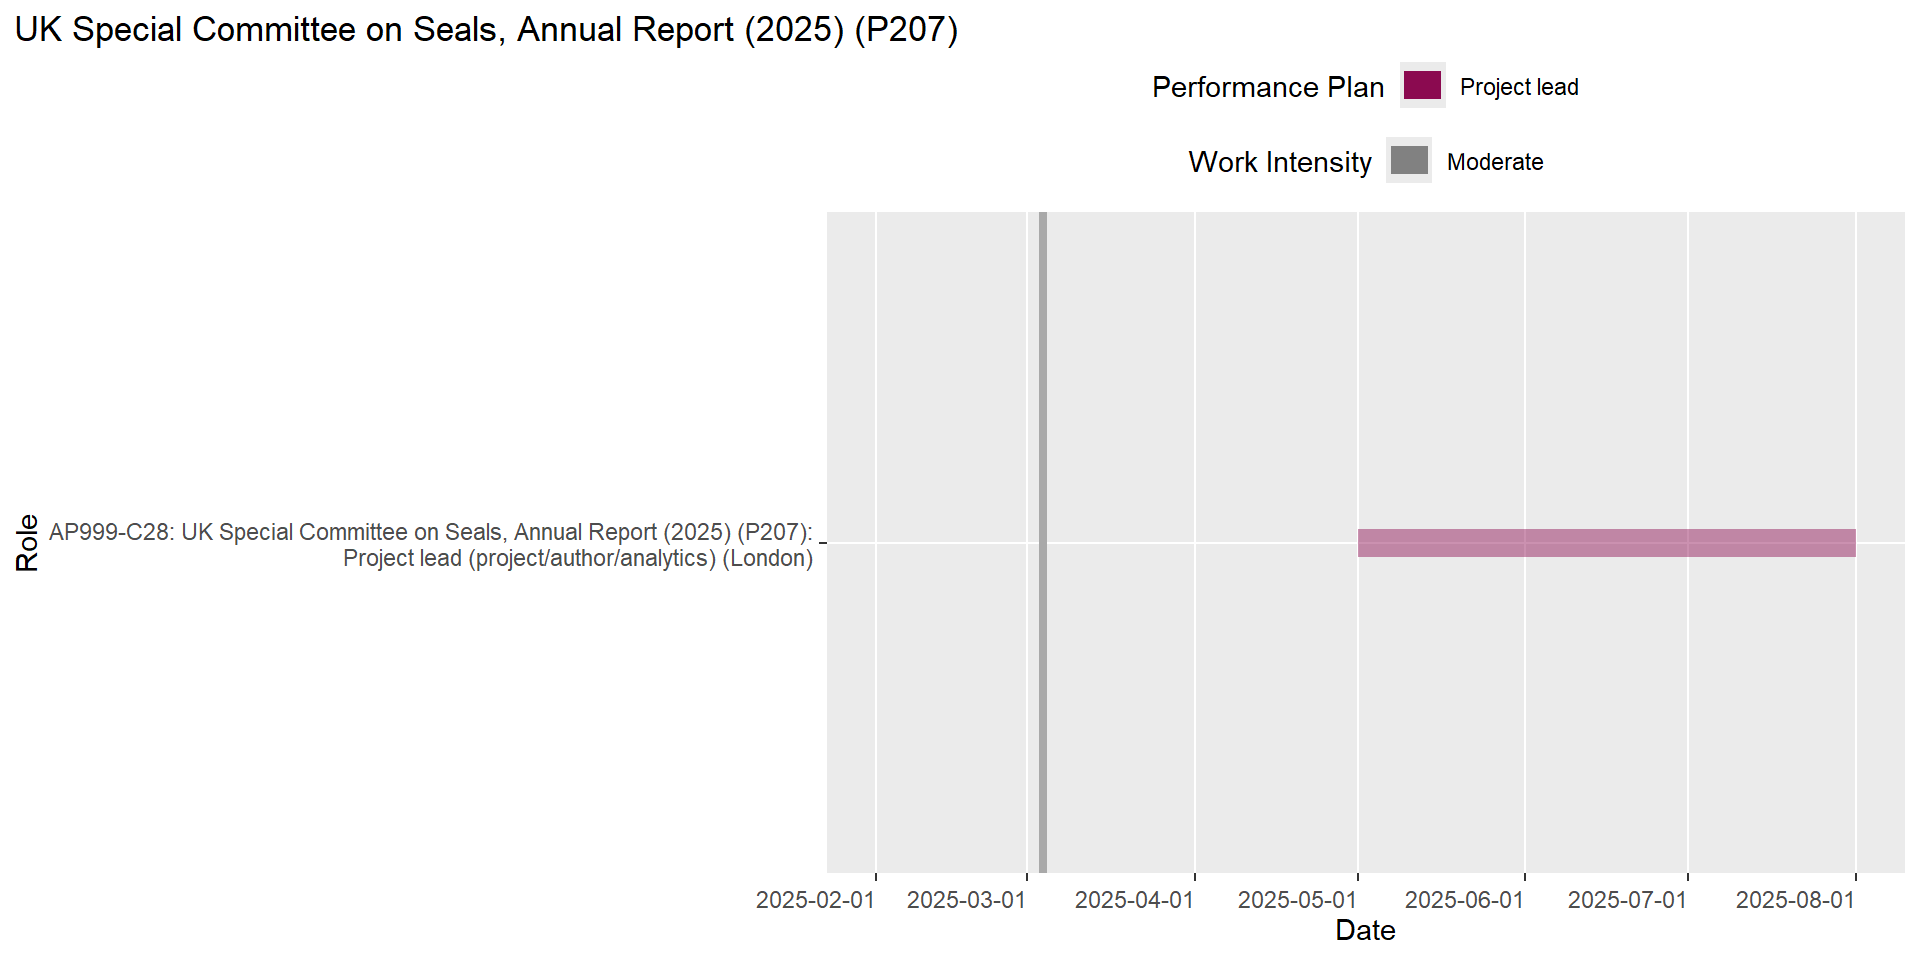 UK Special Committee on Seals, Annual Report (2025) (P207)
Performance Plan
Project lead
Work Intensity
Moderate
Role
AP999-C28: UK Special Committee on Seals, Annual Report (2025) (P207):
Project lead (project/author/analytics) (London)
2025-02-01
2025-03-01
2025-04-01
2025-05-01
2025-06-01
2025-07-01
2025-08-01
Date